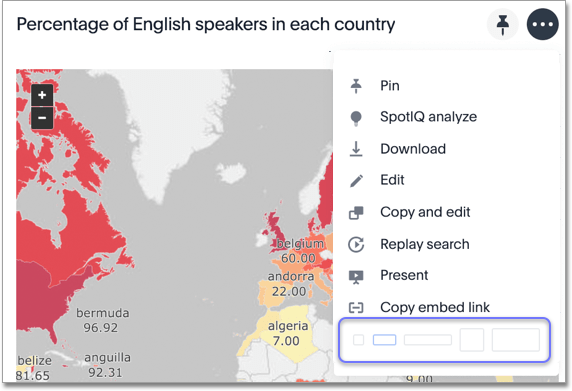 Percentage of English speakers in each country
+
−
Pin
SpotIQ analyze
Download
Edit
Copy and edit
Replay search
Present
Copy embed link
belgium
60.00
andorra
22.00
bermuda
96.92
algeria
7.00
belize
81.65
anguilla
92.31
9.00